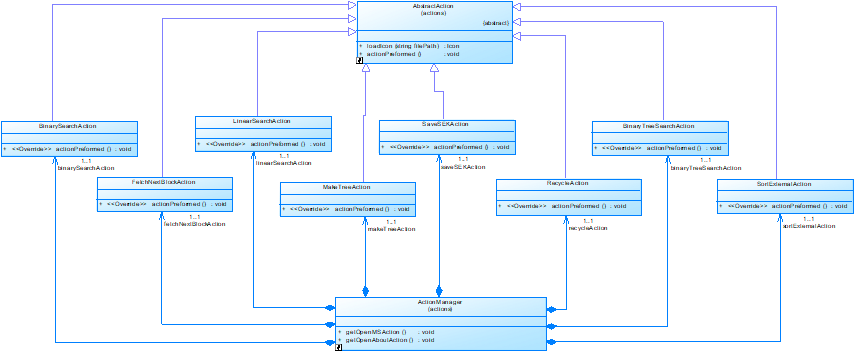 AbstractAction
(actions)
{abstract}
+ loadIcon (string filePath) : Icon
+ actionPreformed () : void
BinarySearchAction
+ <<Override>> actionPreformed () : void
1..1
binarySearchAction
LinearSearchAction
+ <<Override>> actionPreformed () : void
1..1
linearSearchAction
SaveSEKAction
+ <<Override>> actionPreformed () : void
1..1
saveSEKAction
BinaryTreeSearchAction
+ <<Override>> actionPreformed () : void
1..1
binaryTreeSearchAction
FetchNextBlockAction
+ <<Override>> actionPreformed () : void
1..1
fetchNextBlockAction
MakeTreeAction
+ <<Override>> actionPreformed () : void
1..1
makeTreeAction
RecycleAction
+ <<Override>> actionPreformed () : void
1..1
recycleAction
SortExternalAction
+ <<Override>> actionPreformed () : void
1..1
sortExternalAction
ActionManager
(actions)
+ getOpenMSAction () : void
+ getOpenAboutAction () : void